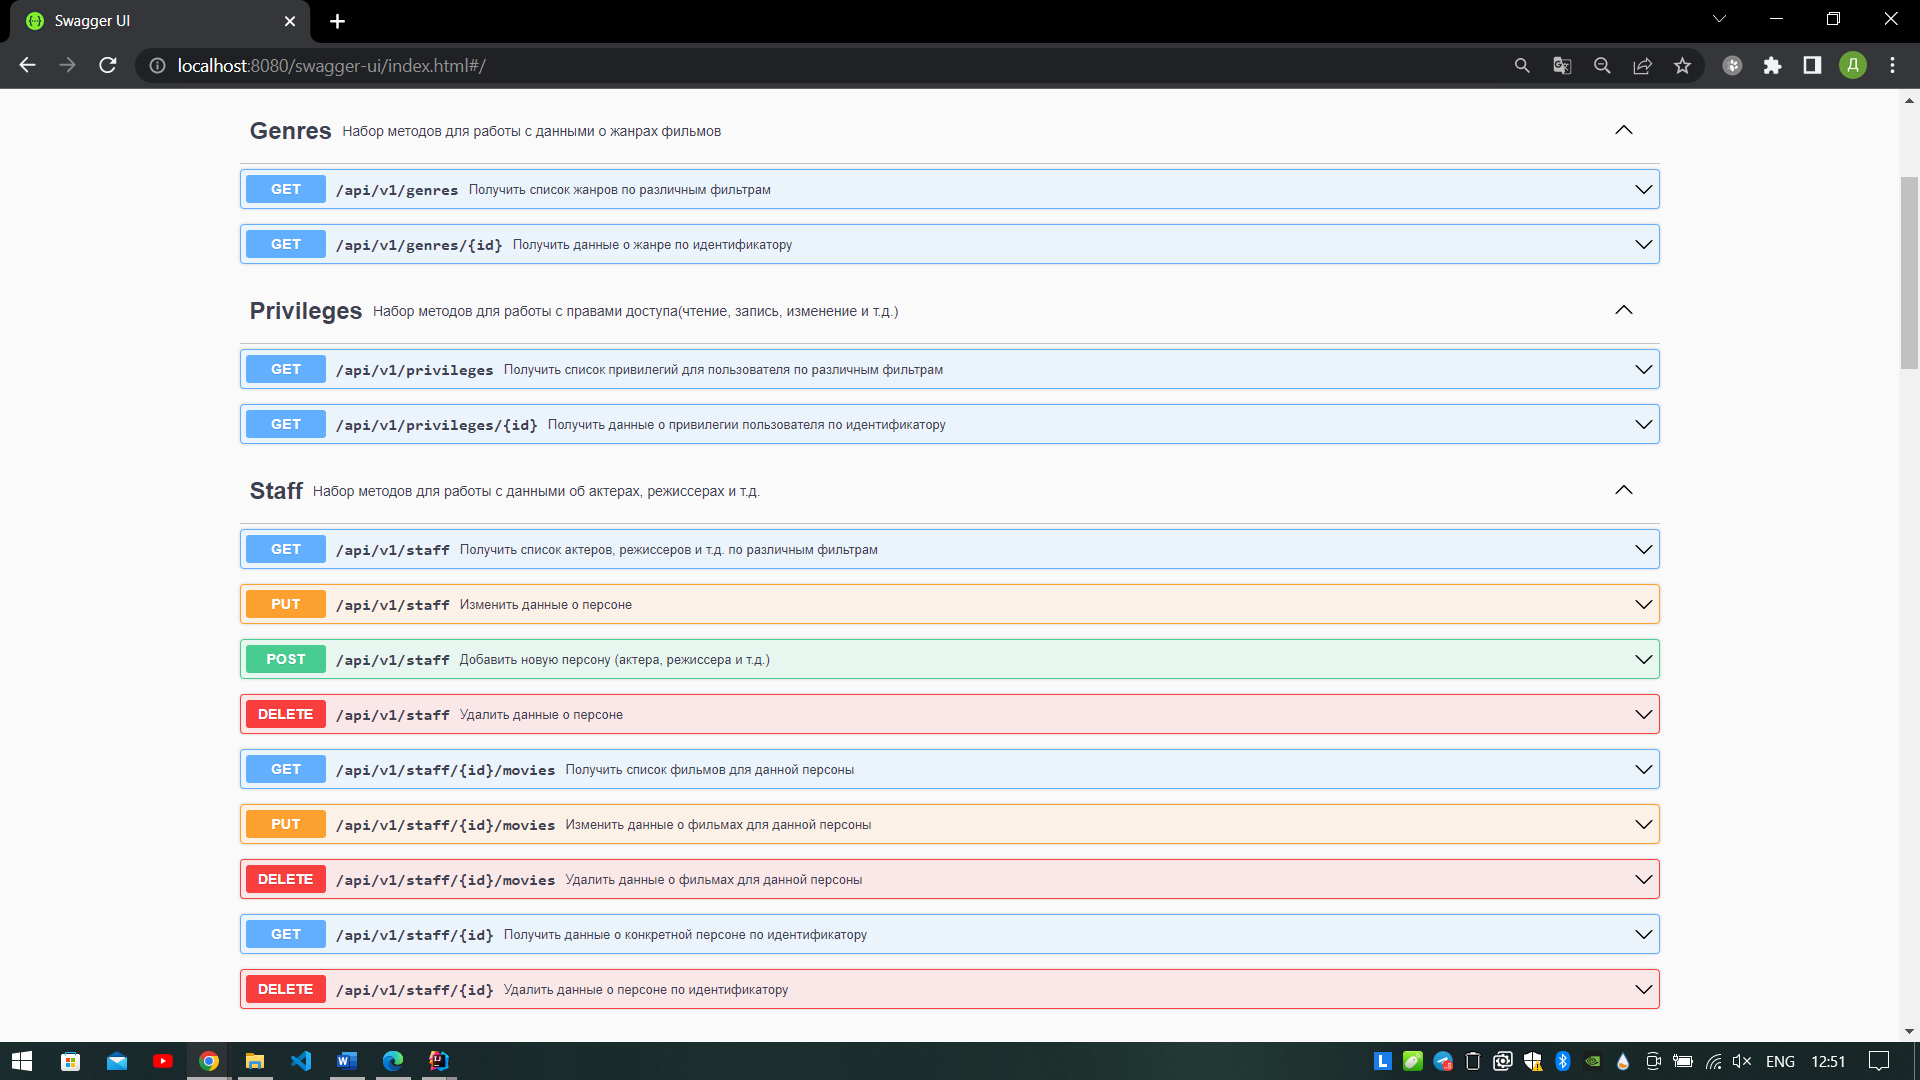 Swagger UI
localhost:8080/swagger-ui/index.html#/
Д
Genres Набор методов для работы с данными о жанрах фильмов
GET /api/v1/genres Получить список жанров по различным фильтрам
GET /api/v1/genres/{id} Получить данные о жанре по идентификатору
Privileges Набор методов для работы с правами доступа(чтение, запись, изменение и т.д.)
GET /api/v1/privileges Получить список привилегий для пользователя по различным фильтрам
GET /api/v1/privileges/{id} Получить данные о привилегии пользователя по идентификатору
Staff Набор методов для работы с данными об актерах, режиссерах и т.д.
GET /api/v1/staff Получить список актеров, режиссеров и т.д. по различным фильтрам
PUT /api/v1/staff Изменить данные о персоне
POST /api/v1/staff Добавить новую персону (актера, режиссера и т.д.)
DELETE /api/v1/staff Удалить данные о персоне
GET /api/v1/staff/{id}/movies Получить список фильмов для данной персоны
PUT /api/v1/staff/{id}/movies Изменить данные о фильмах для данной персоны
DELETE /api/v1/staff/{id}/movies Удалить данные о фильмах для данной персоны
GET /api/v1/staff/{id} Получить данные о конкретной персоне по идентификатору
DELETE /api/v1/staff/{id} Удалить данные о персоне по идентификатору
ENG 12:51